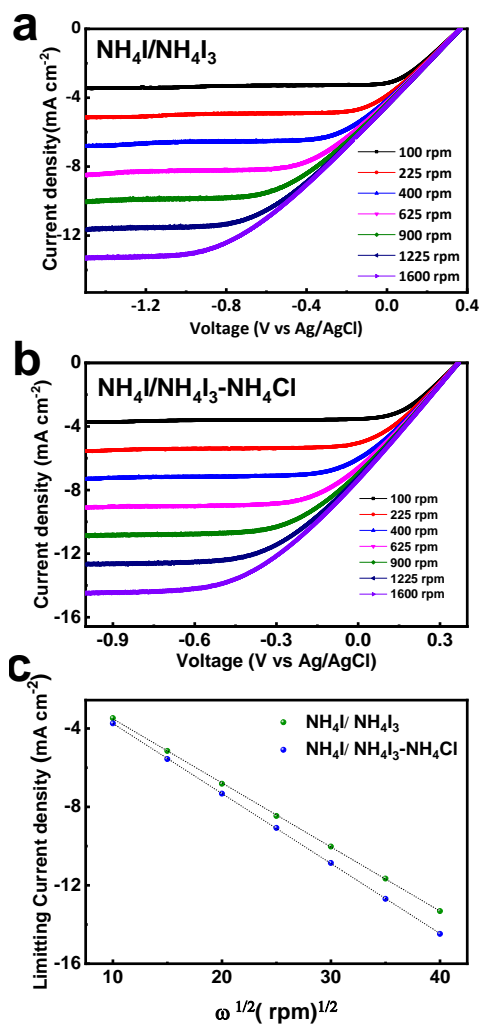 a
NH₄I/NH₄I₃
0
-4
-8
-12
Current density(mA cm⁻²)
100 rpm
225 rpm
400 rpm
625 rpm
900 rpm
1225 rpm
1600 rpm
-1.2 -0.8 -0.4 0.0 0.4
Voltage (V vs Ag/AgCl)
b
NH₄I/NH₄I₃-NH₄Cl
0
-4
-8
-12
-16
Current density (mA cm⁻²)
100 rpm
225 rpm
400 rpm
625 rpm
900 rpm
1225 rpm
1600 rpm
-0.9 -0.6 -0.3 0.0 0.3
Voltage (V vs Ag/AgCl)
c
-4
-8
-12
-16
Limitting Current density (mA cm⁻²)
NH₄I/ NH₄I₃
NH₄I/ NH₄I₃-NH₄Cl
10 20 30 40
ω ¹ᐟ²( rpm)¹ᐟ²